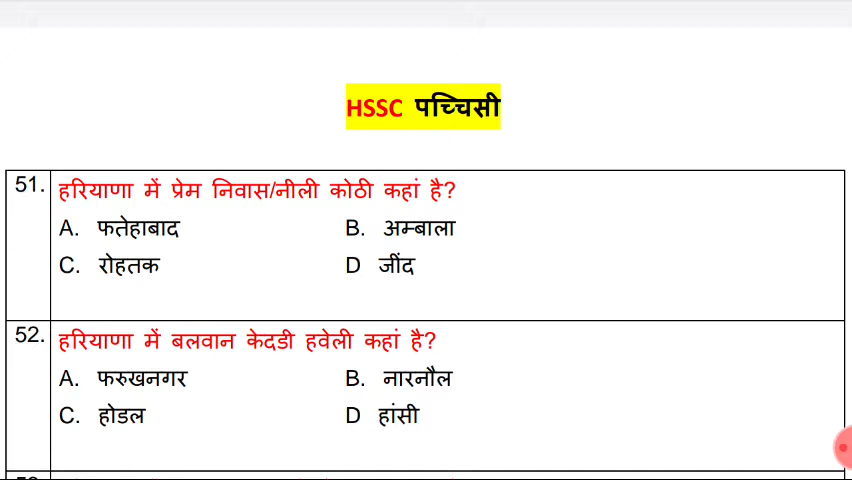 HSSC पच्चिसी
51. हरियाणा में प्रेम निवास/नीली कोठी कहां है?
A. फतेहाबाद B. अम्बाला
C. रोहतक D जींद
52. हरियाणा में बलवान केदडी हवेली कहां है?
A. फरुखनगर B. नारनौल
C. होडल D हांसी